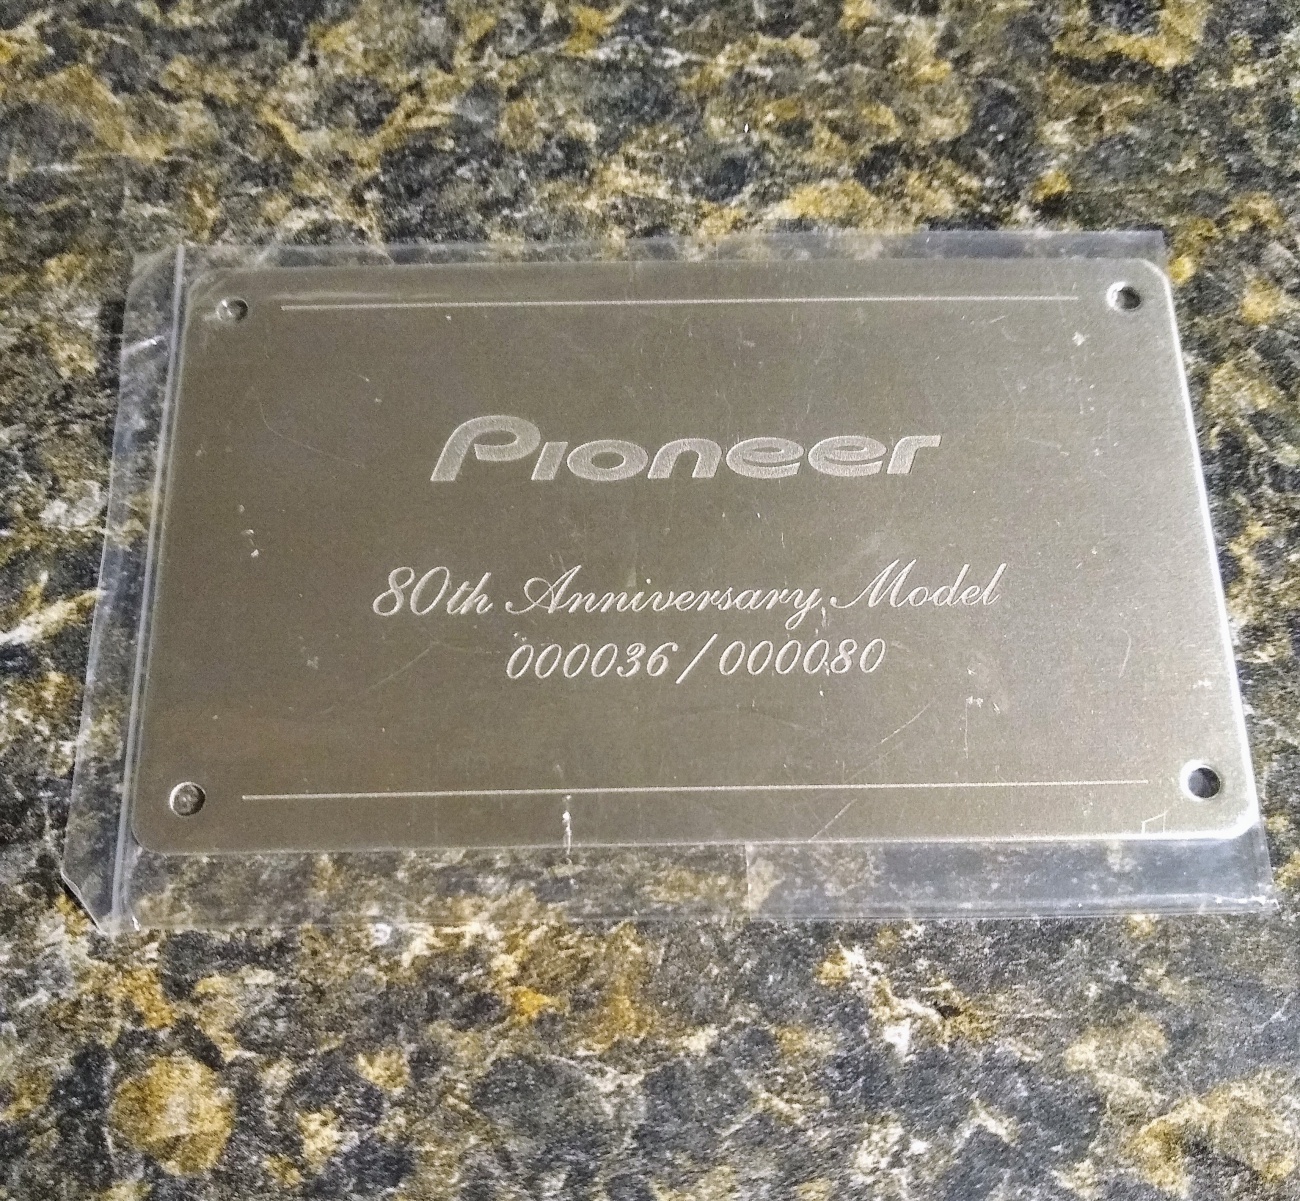 Pioneer
80th Anniversary Model
000036 / 000080